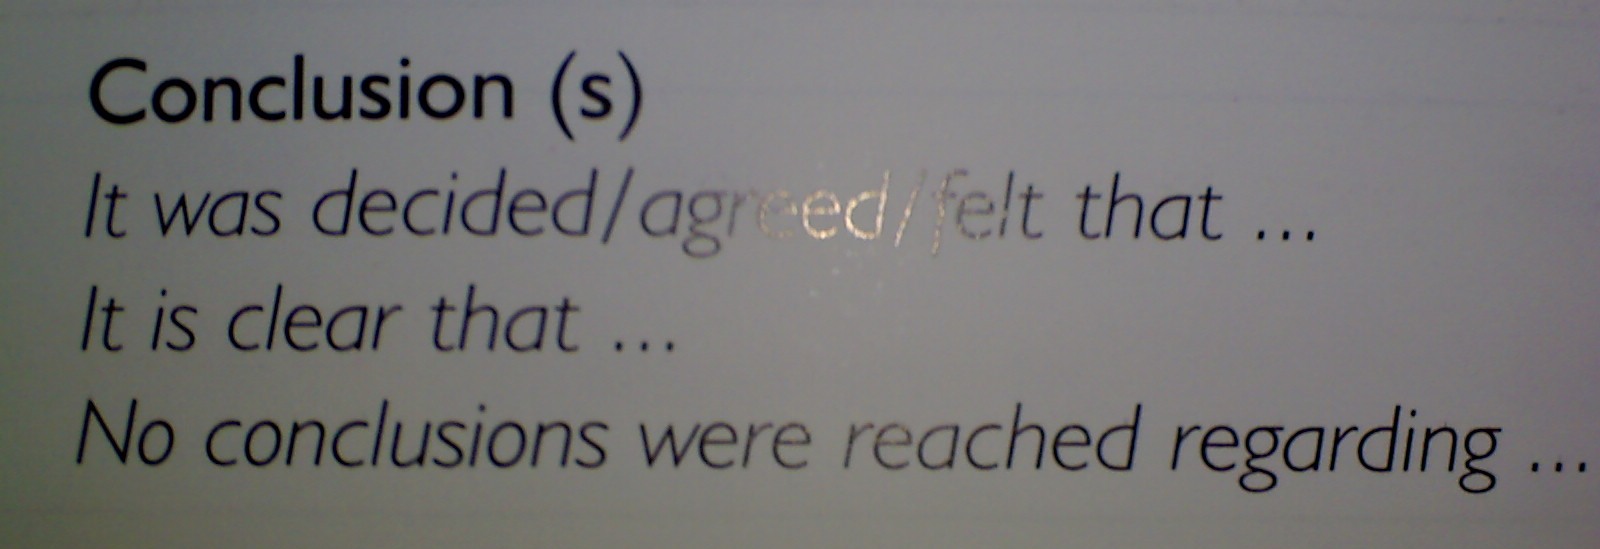 Conclusion (s)
It was decided/agreed/felt that ...
It is clear that ...
No conclusions were reached regarding ...